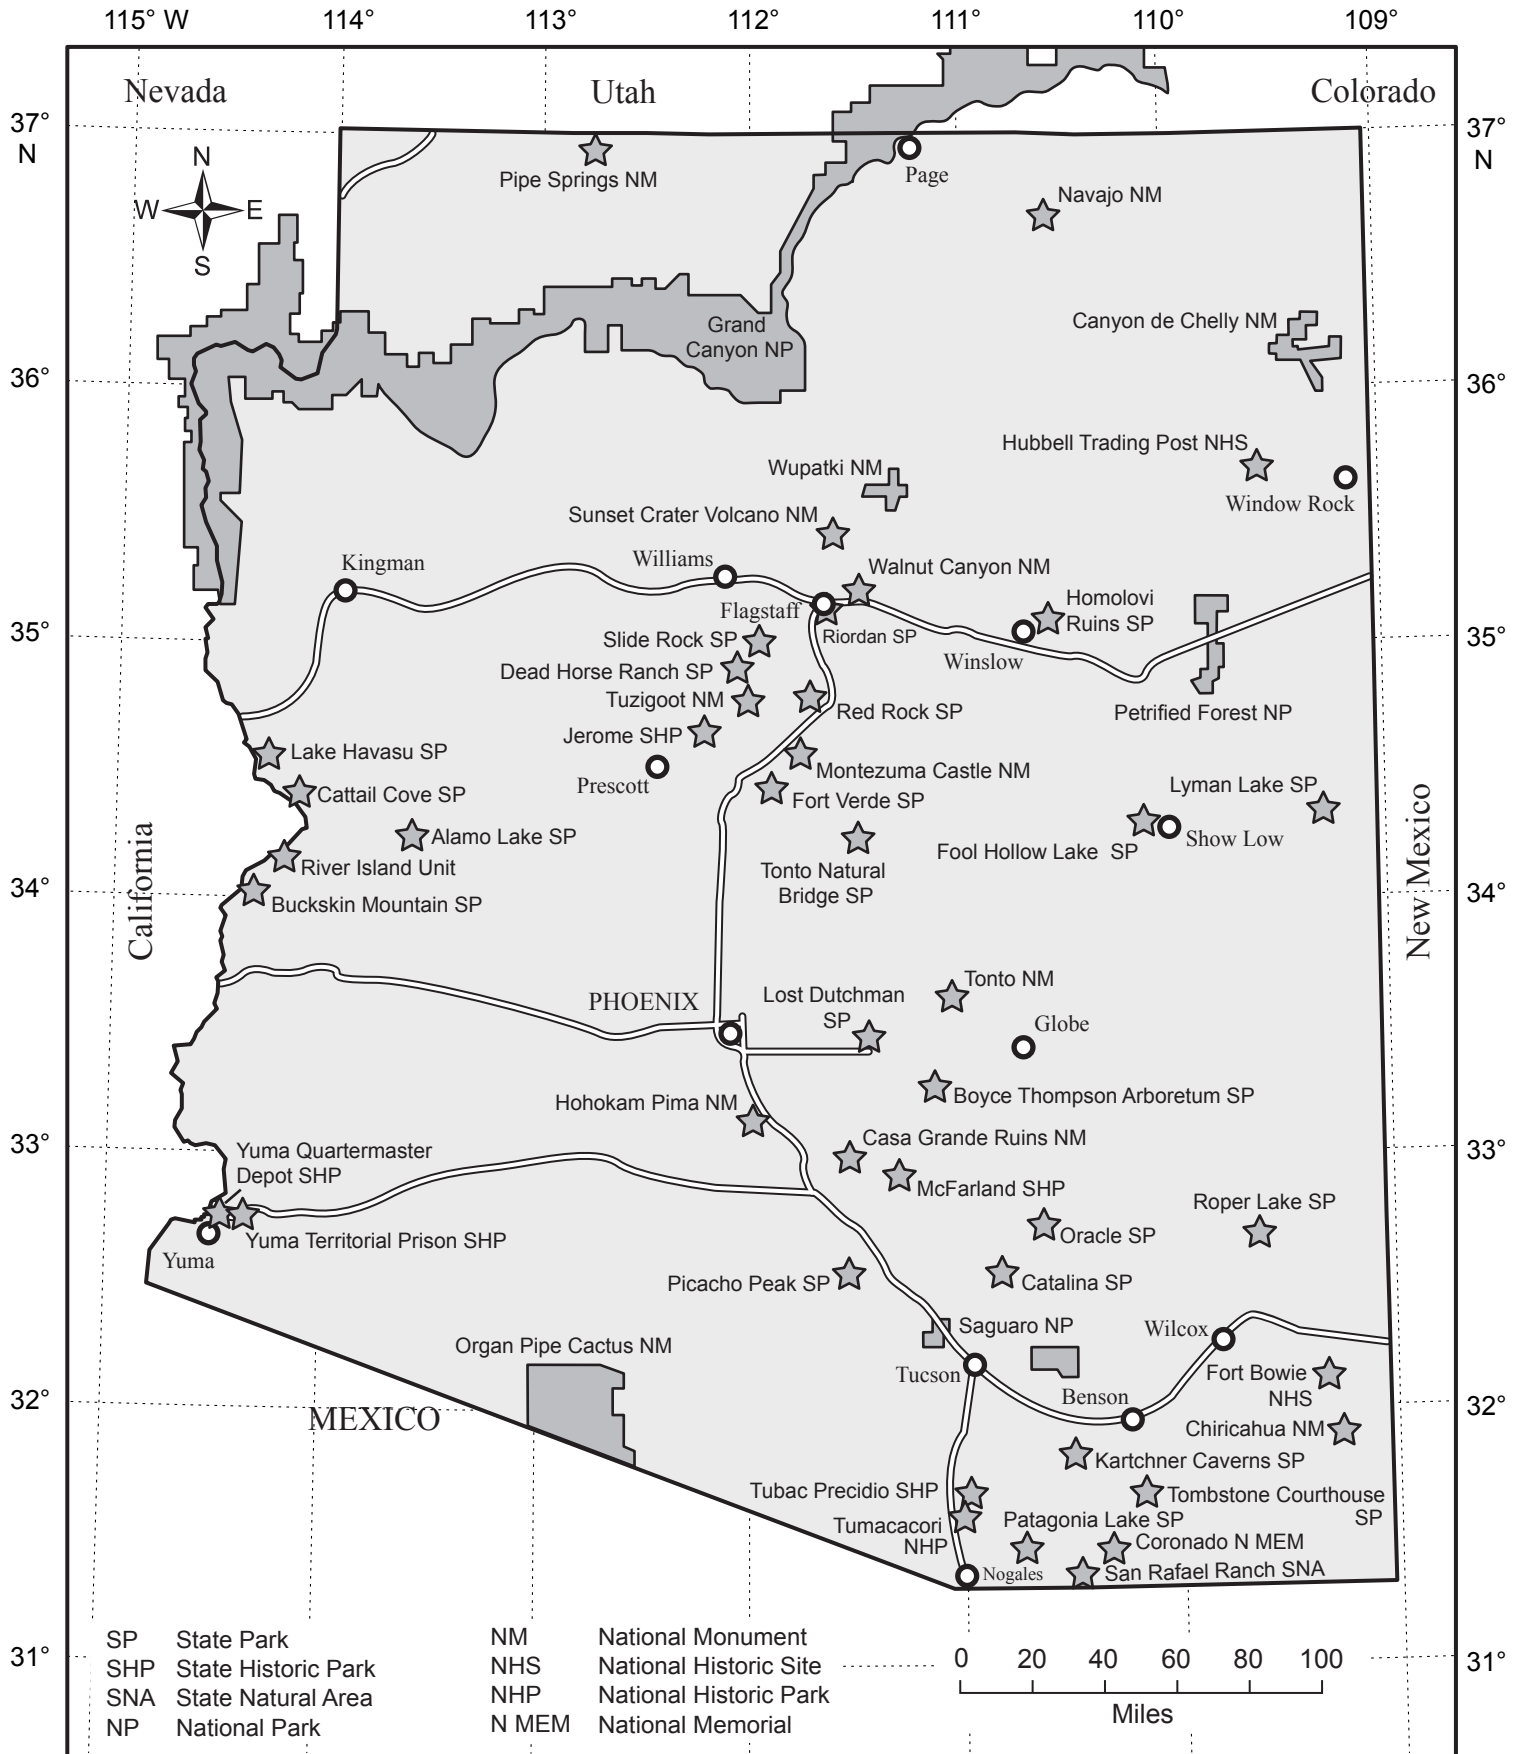 115° W 114° 113° 112° 111° 110° 109°
Nevada Utah Colorado
37°
N
37°
N
N
W E
S
Pipe Springs NM
Page
Navajo NM
Grand
Canyon NP
Canyon de Chelly NM
36° 36°
Hubbell Trading Post NHS
Wupatki NM
Window Rock
Sunset Crater Volcano NM
Kingman
Williams
Walnut Canyon NM
Flagstaff
Homolovi
Ruins SP
35° 35°
Riordan SP
Slide Rock SP
Winslow
Dead Horse Ranch SP
Tuzigoot NM
Red Rock SP
Petrified Forest NP
Jerome SHP
Lake Havasu SP
Prescott
Montezuma Castle NM
Cattail Cove SP
Fort Verde SP
Lyman Lake SP
Alamo Lake SP
Show Low
Fool Hollow Lake SP
River Island Unit
Tonto Natural
Bridge SP
34° 34°
Buckskin Mountain SP
California
New Mexico
Tonto NM
Lost Dutchman
SP
PHOENIX
Globe
Boyce Thompson Arboretum SP
Hohokam Pima NM
33° 33°
Casa Grande Ruins NM
Yuma Quartermaster
Depot SHP
McFarland SHP
Roper Lake SP
Oracle SP
Yuma Territorial Prison SHP
Yuma
Picacho Peak SP
Catalina SP
Saguaro NP
Wilcox
Organ Pipe Cactus NM
Tucson
Fort Bowie
NHS
Benson
32° 32°
MEXICO
Chiricahua NM
Kartchner Caverns SP
Tubac Precidio SHP
Tombstone Courthouse
SP
Tumacacori
NHP
Patagonia Lake SP
Coronado N MEM
San Rafael Ranch SNA
Nogales
31° 31°
SP State Park
SHP State Historic Park
SNA State Natural Area
NP National Park
NM National Monument
NHS National Historic Site
NHP National Historic Park
N MEM National Memorial
0 20 40 60 80 100
Miles